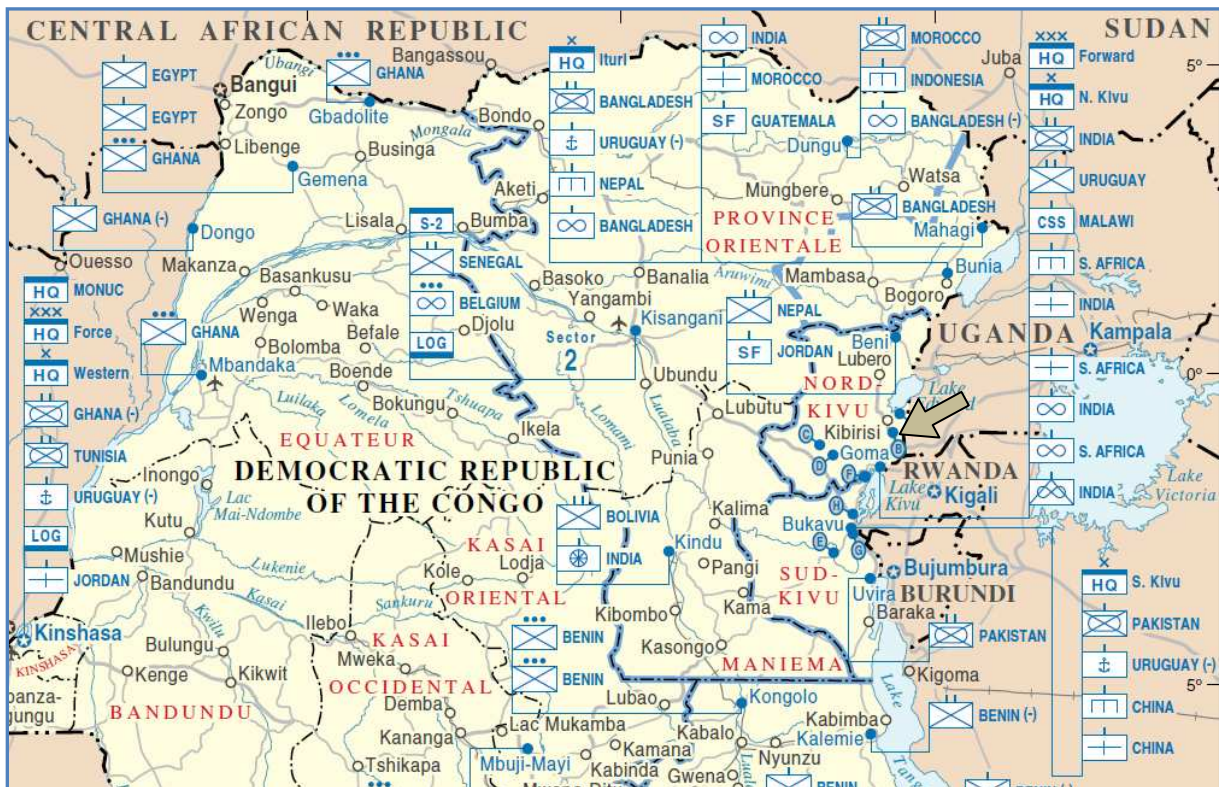 CENTRAL AFRICAN REPUBLIC
SUDAN
Bangassou
Ubangi
EGYPT
Bangui
GHANA
Zongo
EGYPT
Gbadolite
GHANA
Libenge
Businga
Mongala
Gemena
Bondo
Aketi
GHANA (-)
Dongo
Lisala
Bumba
Ouesso
Makanza
x
HQ
Ituri
BANGLADESH
URUGUAY (-)
NEPAL
BANGLADESH
INDIA
MOROCCO
SF
GUATEMALA
MOROCCO
INDONESIA
BANGLADESH (-)
Dungu
Juba
5°
Mungbere
Watsa
BANGLADESH
Mahagi
PROVINCE
ORIENTALE
Bunia
Mambasa
Bogoro
Aruwimi
xxx
HQ
Forward
x
HQ
N. Kivu
INDIA
URUGUAY
CSS
MALAWI
S. AFRICA
INDIA
S. AFRICA
INDIA
S. AFRICA
INDIA
HQ
MONUC
xxx
HQ
Force
x
HQ
Western
GHANA (-)
TUNISIA
URUGUAY (-)
LOG
JORDAN
Basankusu
Wenga
Waka
GHANA
Bolomba
Befale
Mbandaka
Boende
Djolu
Bokungu
S-2
SENEGAL
BELGIUM
LOG
Basoko
Banalia
Yangambi
Kisangani
Sector
2
Ubundu
NEPAL
SF
JORDAN
Beni
Lubero
UGANDA
Kampala
0°
NORD-
KIVU
Lake
Lubutu
Kibirisi
C
D
B
F
Goma
RWANDA
Kigali
Lake
Kivu
Lake
Victoria
Luilaka
Lomela
Tshuapa
Lomami
Lualaba
Ikela
EQUATEUR
Punia
DEMOCRATIC REPUBLIC
OF THE CONGO
Inongo
Lac
Mai-Ndombe
Kutu
Mushie
Bandundu
Lukenie
Kasai
Sankuru
KASAI
ORIENTAL
Kole
Lodja
BOLIVIA
INDIA
Kindu
Kalima
Pangi
Kama
Kibombo
Kasongo
H
Bukavu
E
G
SUD-
KIVU
Uvira
Bujumbura
BURUNDI
Baraka
x
HQ
S. Kivu
PAKISTAN
URUGUAY (-)
CHINA
CHINA
PAKISTAN
Kigoma
5°
BENIN (-)
Kinshasa
KINSHASA
Bulungu
Kwilu
Kenge
Kikwit
BANDUNDU
Ilebo
KASAI
OCCIDENTAL
Mweka
Demba
Kananga
Tshikapa
Lac Mukamba
Mbuji-Mayi
BENIN
BENIN
MANIEMA
Lubao
Kongolo
Kabalo
Kamana
Kabinda
Gwena
Nyunzu
Kabimba
Kalemie
Lake
BENIN